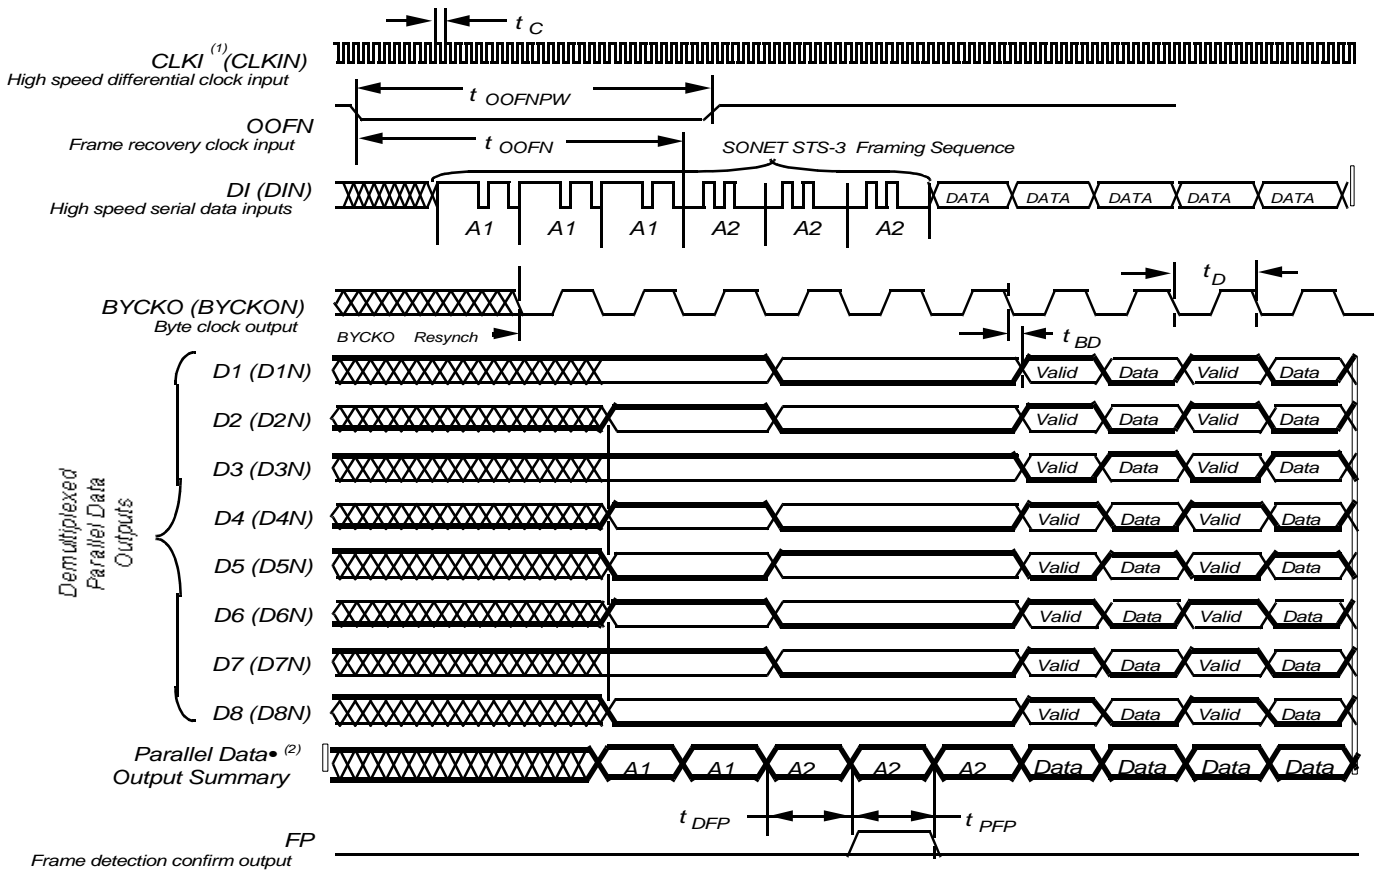 t C
CLKI (1) (CLKIN)
High speed differential clock input
t OOFNPW
OOFN
Frame recovery clock input
t OOFN
SONET STS-3 Framing Sequence
DI (DIN)
High speed serial data inputs
DATA DATA DATA DATA DATA
A1 A1 A1 A2 A2 A2
t D
BYCKO (BYCKON)
Byte clock output
BYCKO Resynch
t BD
D1 (D1N) Valid Data Valid Data
D2 (D2N) Valid Data Valid Data
D3 (D3N) Valid Data Valid Data
D4 (D4N) Valid Data Valid Data
D5 (D5N) Valid Data Valid Data
D6 (D6N) Valid Data Valid Data
D7 (D7N) Valid Data Valid Data
D8 (D8N) Valid Data Valid Data
Demultiplexed
Parallel Data
Outputs
Parallel Data• (2)
Output Summary
A1 A1 A2 A2 A2 Data Data Data Data
t DFP t PFP
FP
Frame detection confirm output